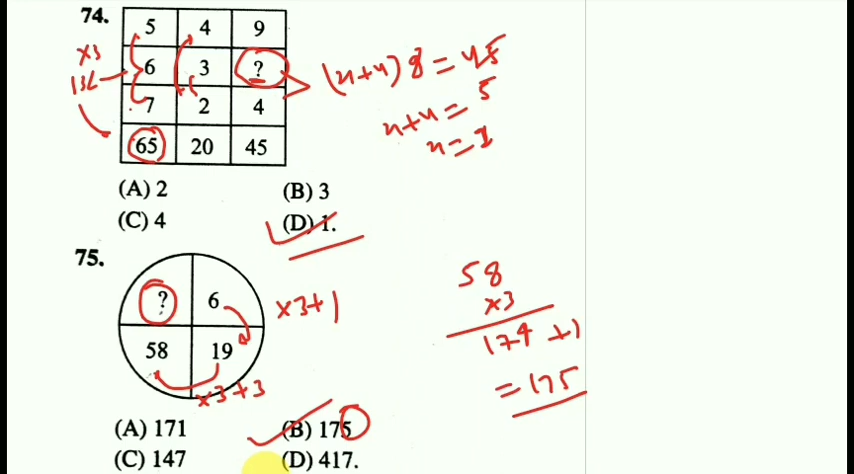 74.
5 4 9
6 3 ?
7 2 4
65 20 45
x3
(x+4) 9 = 45
x+4 = 5
x = 1
(A) 2 (B) 3
(C) 4 (D) 1.
75.
? 6
58 19
x3+1
x3+3
58
x3
174 +1
= 175
(A) 171 (B) 175
(C) 147 (D) 417.